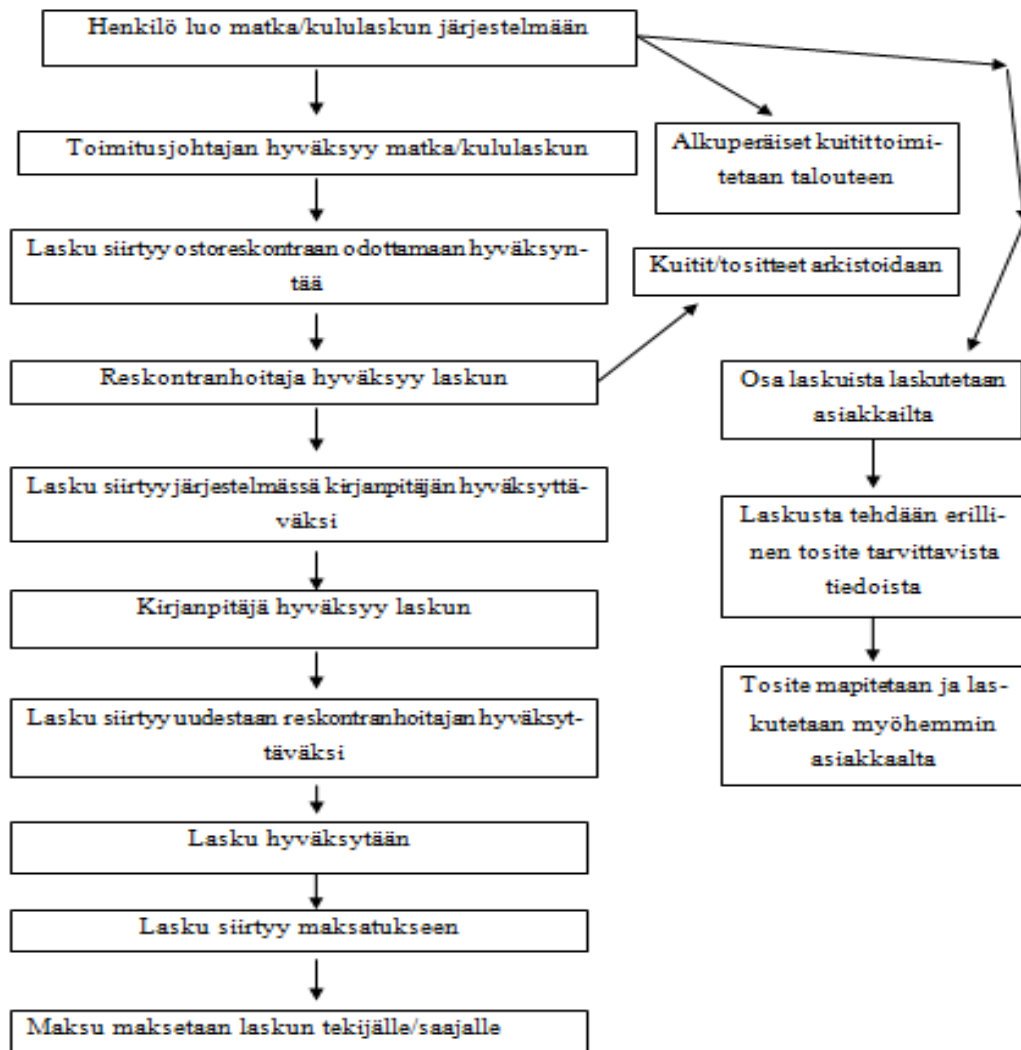 Henkilö luo matka/kululaskun järjestelmään
Toimitusjohtajan hyväksyy matka/kululaskun
Lasku siirtyy ostoreskontraan odottamaan hyväksyn-
tää
Reskontranhoitaja hyväksyy laskun
Lasku siirtyy järjestelmässä kirjanpitäjän hyväksyttä-
väksi
Kirjanpitäjä hyväksyy laskun
Lasku siirtyy uudestaan reskontranhoitajan hyväksyt-
täväksi
Lasku hyväksytään
Lasku siirtyy maksatukseen
Maksu maksetaan laskun tekijälle/saajalle
Alkuperäiset kuitit toimi-
tetaan talouteen
Kuitit/tositteet arkistoidaan
Osa laskuista laskutetaan
asiakkailta
Laskusta tehdään erilli-
nen tosite tarvittavista
tiedoista
Tosite mapitetaan ja las-
kutetaan myöhemmin
asiakkaalta